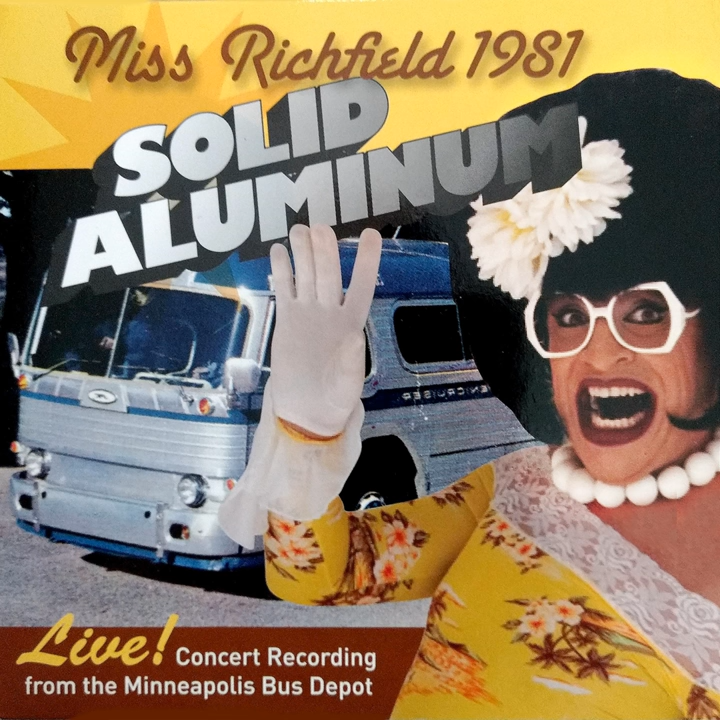 Miss Richfield 1981
SOLID
ALUMINUM
Live! Concert Recording
from the Minneapolis Bus Depot